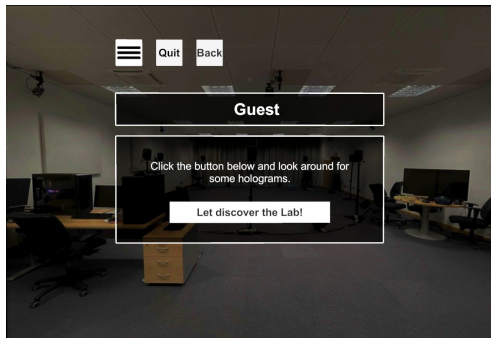 Quit Back
Guest
Click the button below and look around for
some holograms.
Let discover the Lab!